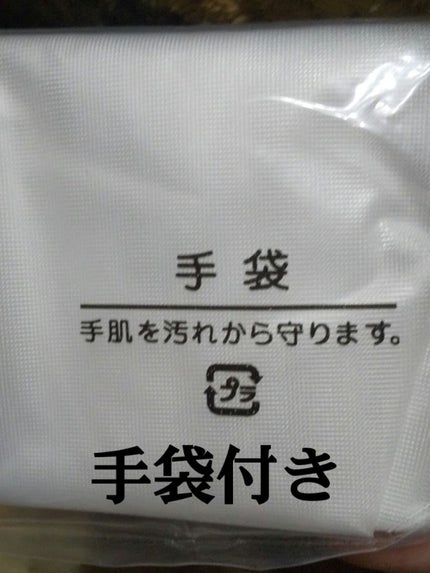 手袋
手肌を汚れから守ります。
プラ
手袋付き